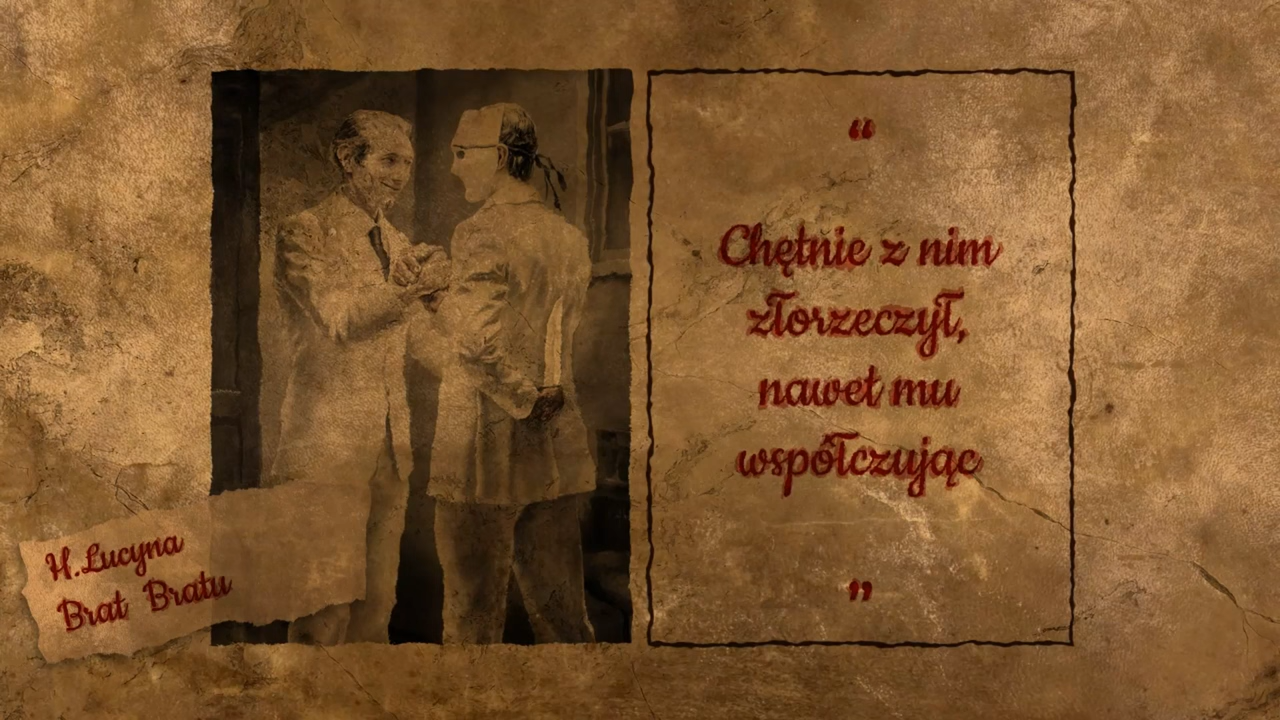 “
Chętnie z nim
złorzeczył,
nawet mu
współczując
”
H.Lucyna
Brat Bratu